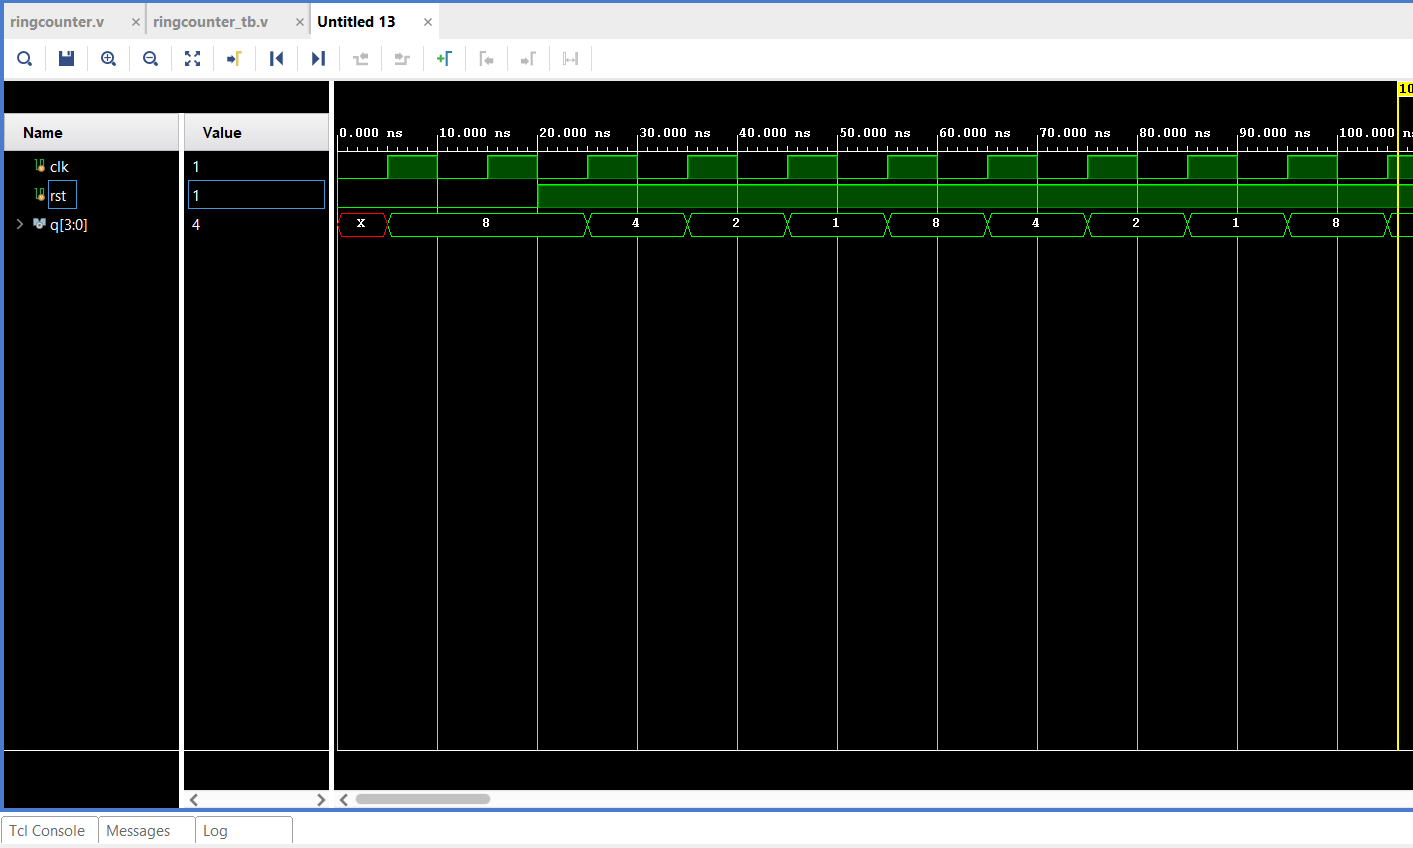 ringcounter.v × ringcounter_tb.v × Untitled 13 ×
10
Name Value
0.000 ns 10.000 ns 20.000 ns 30.000 ns 40.000 ns 50.000 ns 60.000 ns 70.000 ns 80.000 ns 90.000 ns 100.000 n
clk 1
rst 1
q[3:0] 4 X 8 4 2 1 8 4 2 1 8
Tcl Console Messages Log